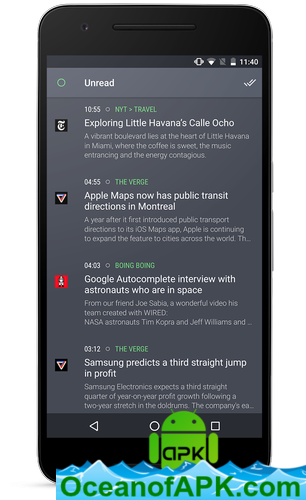 11:40
Unread
10:55 NYT > TRAVEL
Exploring Little Havana's Calle Ocho
A vibrant boulevard lies at the heart of Little Havana
in Miami, where the coffee is sweet, the music
entrancing and the energy contagious.
04:55 THE VERGE
Apple Maps now has public transit
directions in Montreal
A year after it first introduced public transport
directions to its iOS Maps app, Apple is continuing
to expand the feature to cities across the world. Th...
04:03 BOING BOING
Google Autocomplete interview with
astronauts who are in space
From our friend Joe Sabia, a wonderful video his
team created with WIRED:
NASA astronauts Tim Kopra and Jeff Williams and ...
03:12 THE VERGE
Samsung predicts a third straight jump
in profit
Samsung Electronics expects a third straight
quarter of year-on-year profit growth following a
two-year stretch in the doldrums. The company's ea...
APK
OceanofAPK.com